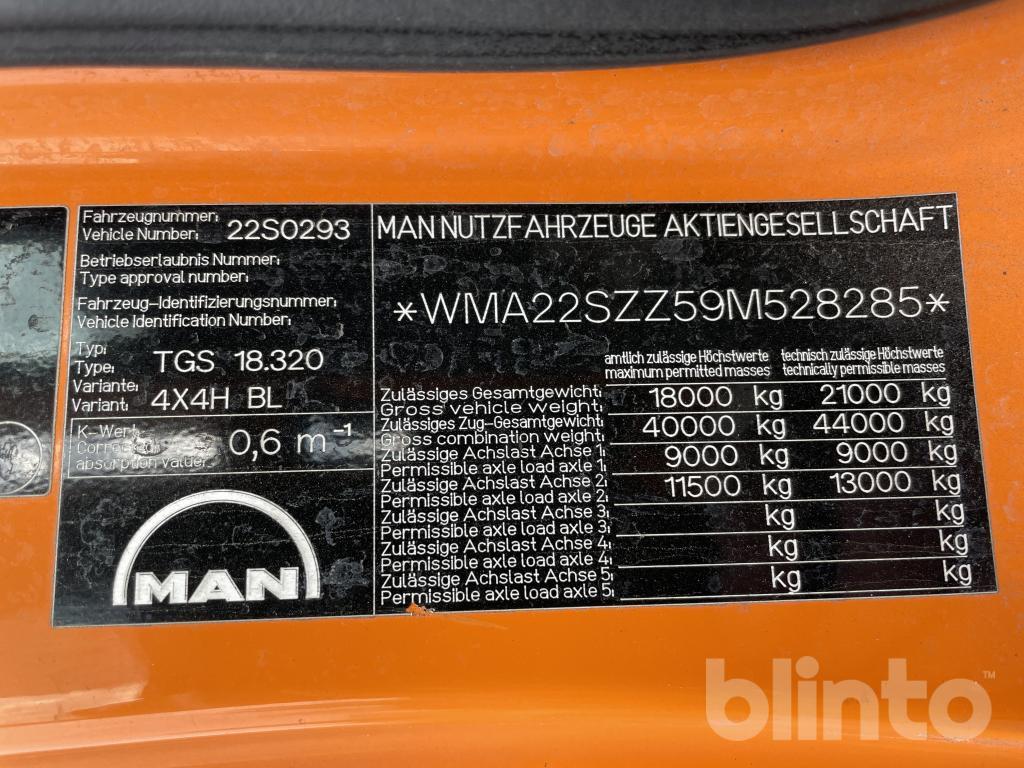 Fahrzeugnummer:
Vehicle Number: 22S0293
Betriebserlaubnis Nummer:
Type approval number:
Fahrzeug-Identifizierungsnummer:
Vehicle Identification Number:
Typ:
Type: TGS 18.320
Variante:
Variant: 4X4H BL
K-Wert
Corrected
absorption value: 0,6 m⁻¹
MAN
MAN NUTZFAHRZEUGE AKTIENGESELLSCHAFT
*WMA22SZZ59M528285*
amtlich zulässige Höchstwerte technisch zulässige Höchstwerte
maximum permitted masses technically permissible masses
Zulässiges Gesamtgewicht:
Gross vehicle weight: 18000 kg 21000 kg
Zulässiges Zug-Gesamtgewicht:
Gross combination weight: 40000 kg 44000 kg
Zulässige Achslast Achse 1:
Permissible axle load axle 1: 9000 kg 9000 kg
Zulässige Achslast Achse 2:
Permissible axle load axle 2: 11500 kg 13000 kg
Zulässige Achslast Achse 3:
Permissible axle load axle 3: kg kg
Zulässige Achslast Achse 4:
Permissible axle load axle 4: kg kg
Zulässige Achslast Achse 5:
Permissible axle load axle 5: kg kg
blinto™